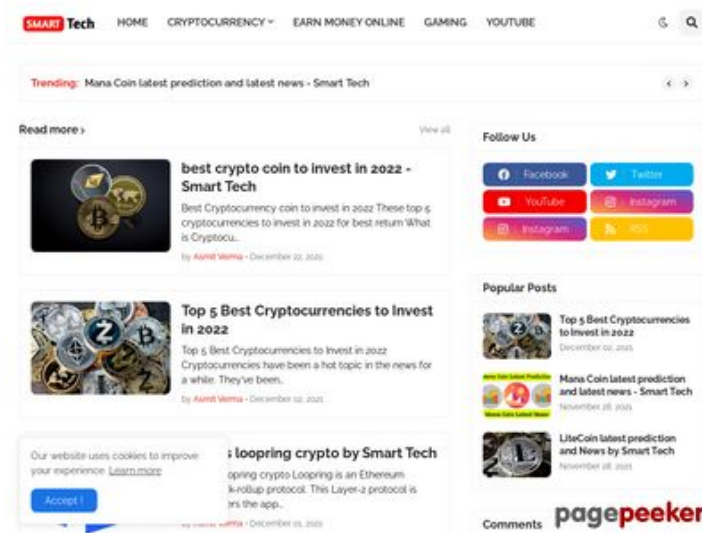 SMART Tech HOME CRYPTOCURRENCY EARN MONEY ONLINE GAMING YOUTUBE
Trending: Mana Coin latest prediction and latest news - Smart Tech
Read more
View all
best crypto coin to invest in 2022 -
Smart Tech
Best Cryptocurrency coin to invest in 2022 These top 5
cryptocurrencies to invest in 2022 for best return What
is Cryptocu...
by Asmit Verma - December 22, 2021
Top 5 Best Cryptocurrencies to Invest
in 2022
Top 5 Best Cryptocurrencies to Invest in 2022
Cryptocurrencies have been a hot topic in the news for
a while. They've been...
by Asmit Verma - December 02, 2021
s loopring crypto by Smart Tech
opring crypto Loopring is an Ethereum
k-rollup protocol. This Layer-2 protocol is
ers the app...
Verma - December 01, 2021
Our website uses cookies to improve
your experience. Learn more
Accept !
Follow Us
Facebook Twitter
YouTube Instagram
Instagram RSS
Popular Posts
Top 5 Best Cryptocurrencies
to Invest in 2022
December 02, 2021
Mana Coin latest prediction
and latest news - Smart Tech
November 28, 2021
LiteCoin latest prediction
and News by Smart Tech
November 28, 2021
Comments
pagepeeker